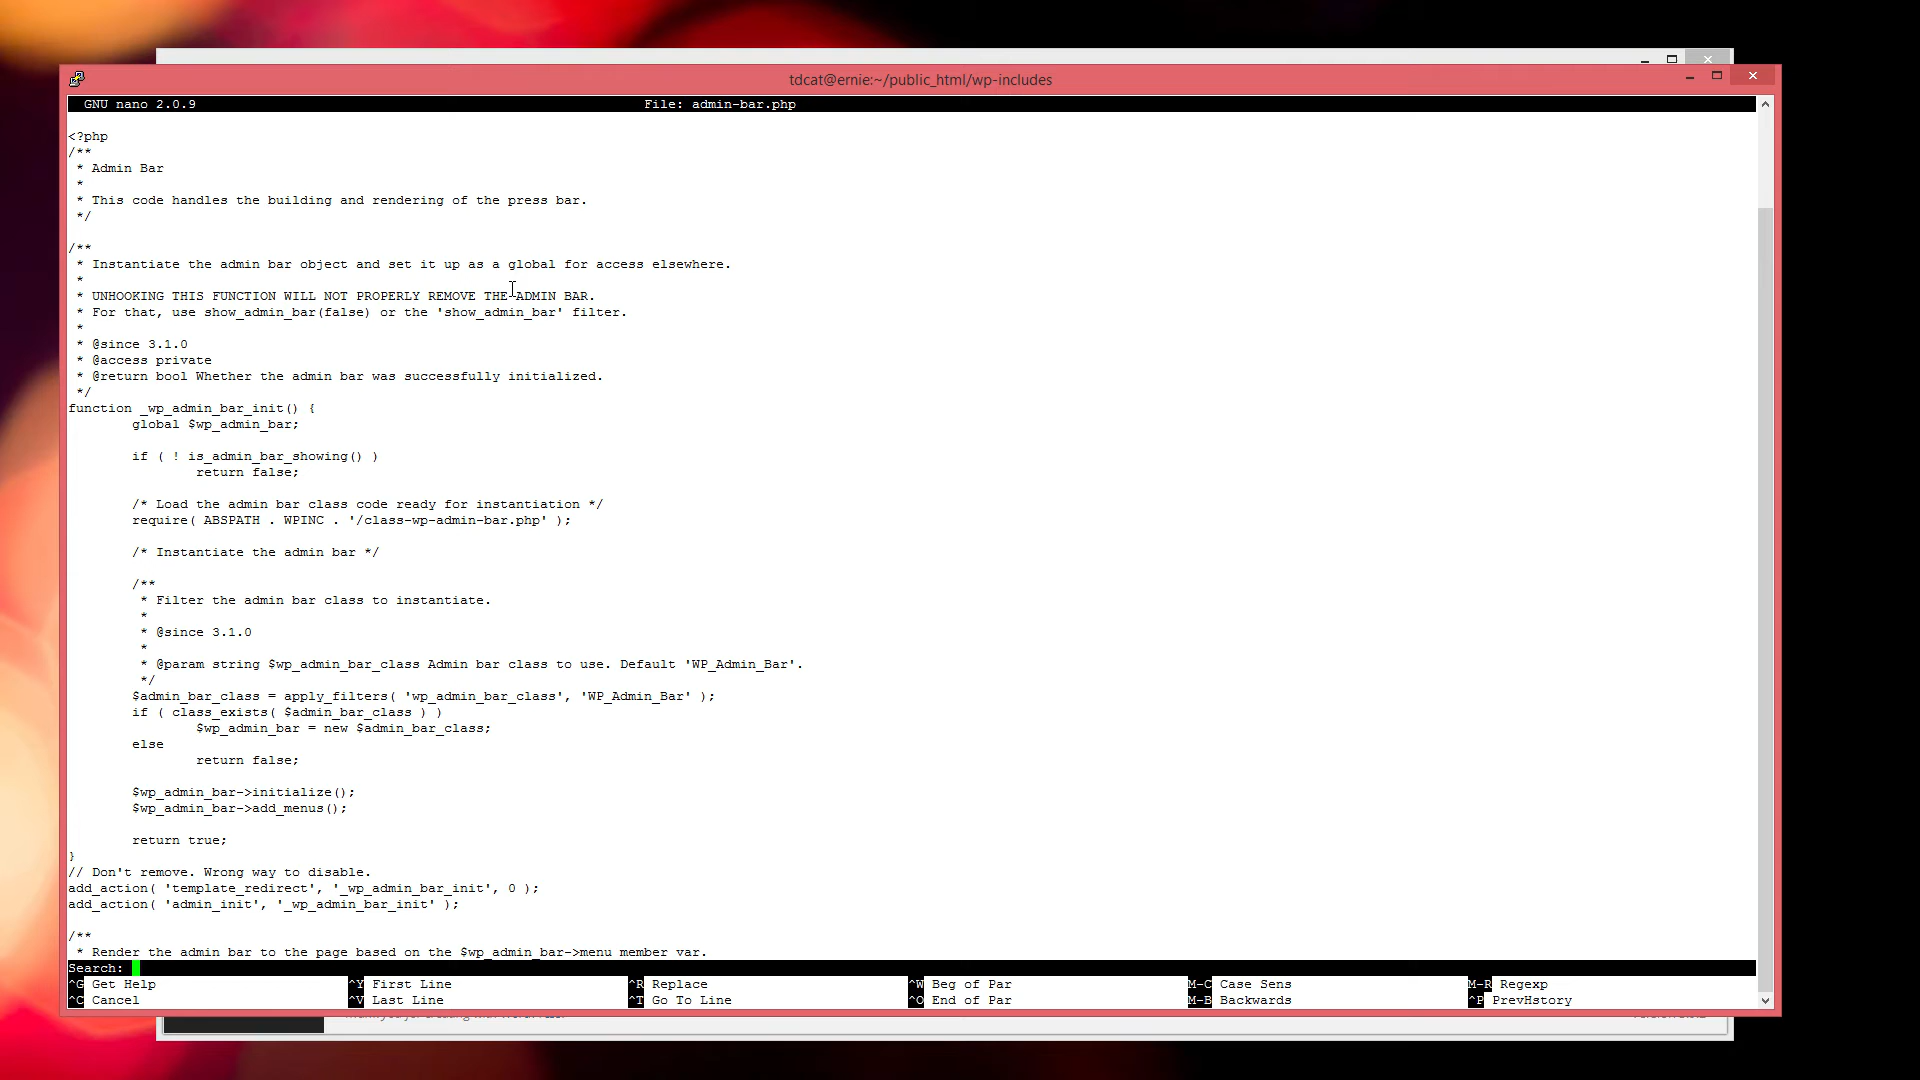 tdcat@ernie:~/public_html/wp-includes
GNU nano 2.0.9 File: admin-bar.php
<?php
/**
 * Admin Bar
 *
 * This code handles the building and rendering of the press bar.
 */
/**
 * Instantiate the admin bar object and set it up as a global for access elsewhere.
 *
 * UNHOOKING THIS FUNCTION WILL NOT PROPERLY REMOVE THE ADMIN BAR.
 * For that, use show_admin_bar(false) or the 'show_admin_bar' filter.
 *
 * @since 3.1.0
 * @access private
 * @return bool Whether the admin bar was successfully initialized.
 */
function _wp_admin_bar_init() {
global $wp_admin_bar;
if ( ! is_admin_bar_showing() )
return false;
/* Load the admin bar class code ready for instantiation */
require( ABSPATH . WPINC . '/class-wp-admin-bar.php' );
/* Instantiate the admin bar */
/**
 * Filter the admin bar class to instantiate.
 *
 * @since 3.1.0
 *
 * @param string $wp_admin_bar_class Admin bar class to use. Default 'WP_Admin_Bar'.
 */
$admin_bar_class = apply_filters( 'wp_admin_bar_class', 'WP_Admin_Bar' );
if ( class_exists( $admin_bar_class ) )
$wp_admin_bar = new $admin_bar_class;
else
return false;
$wp_admin_bar->initialize();
$wp_admin_bar->add_menus();
return true;
}
// Don't remove. Wrong way to disable.
add_action( 'template_redirect', '_wp_admin_bar_init', 0 );
add_action( 'admin_init', '_wp_admin_bar_init' );
/**
 * Render the admin bar to the page based on the $wp_admin_bar->menu member var.
Search:
^G Get Help ^Y First Line ^R Replace ^W Beg of Par M-C Case Sens M-R Regexp
^C Cancel ^V Last Line ^T Go To Line ^O End of Par M-B Backwards ^P PrevHstory